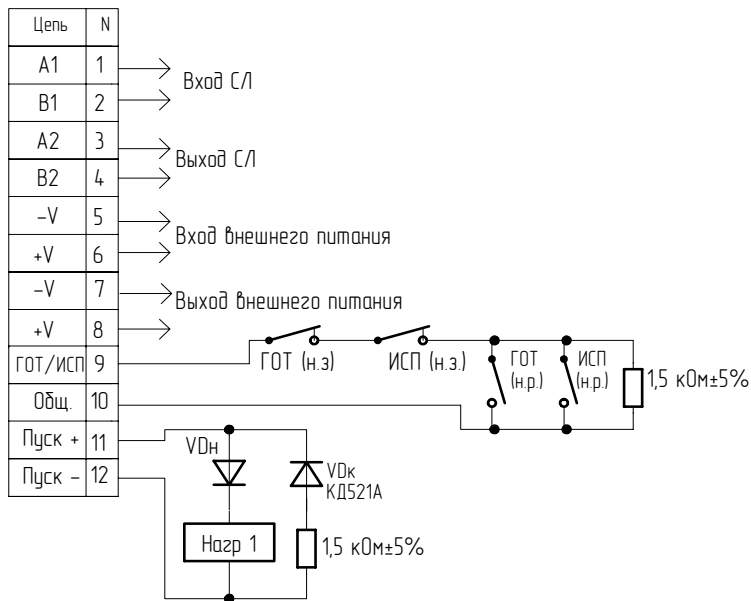 Цепь N
A1 1
B1 2
A2 3
B2 4
-V 5
+V 6
-V 7
+V 8
ГОТ/ИСП 9
Общ. 10
Пуск + 11
Пуск - 12
Вход С/Л
Выход С/Л
Вход внешнего питания
Выход внешнего питания
ГОТ (н.з)
ИСП (н.з.)
ГОТ
(н.р.)
ИСП
(н.р.)
1,5 кОм±5%
VDн
VDк
КД521А
Нагр 1
1,5 кОм±5%